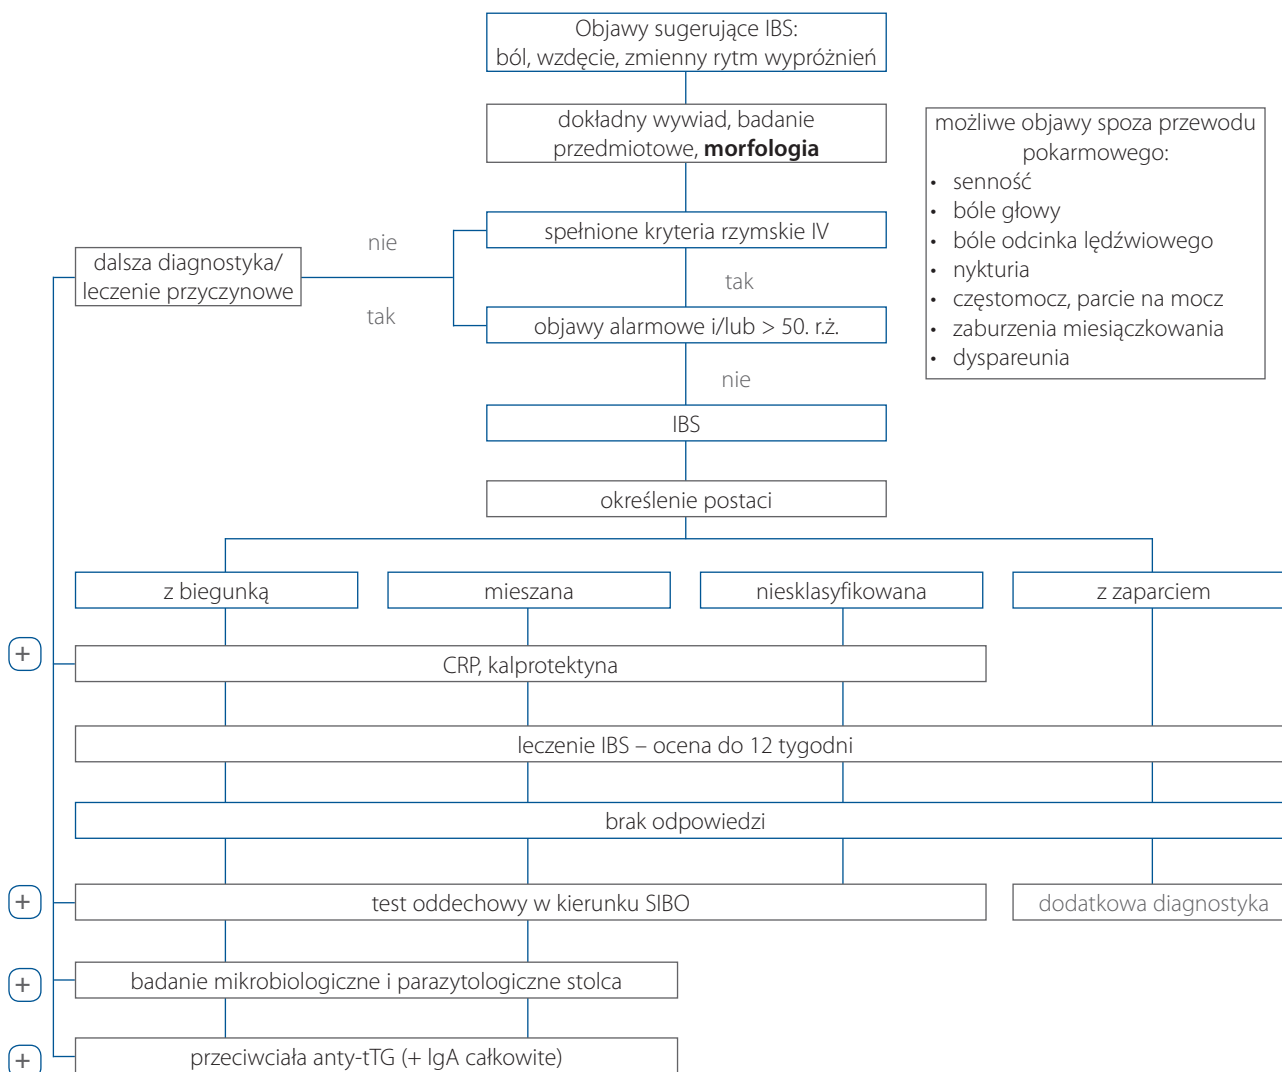 Objawy sugerujące IBS:
ból, wzdęcie, zmienny rytm wypróżnień
dokładny wywiad, badanie
przedmiotowe, morfologia
możliwe objawy spoza przewodu
pokarmowego:
• senność
• bóle głowy
• bóle odcinka lędźwiowego
• nykturia
• częstomocz, parcie na mocz
• zaburzenia miesiączkowania
• dyspareunia
spełnione kryteria rzymskie IV
nie
dalsza diagnostyka/
leczenie przyczynowe
tak
tak
objawy alarmowe i/lub > 50. r.ż.
nie
IBS
określenie postaci
z biegunką
mieszana
niesklasyfikowana
z zaparciem
+
CRP, kalprotektyna
leczenie IBS – ocena do 12 tygodni
brak odpowiedzi
+
test oddechowy w kierunku SIBO
dodatkowa diagnostyka
+
badanie mikrobiologiczne i parazytologiczne stolca
+
przeciwciała anty-tTG (+ IgA całkowite)